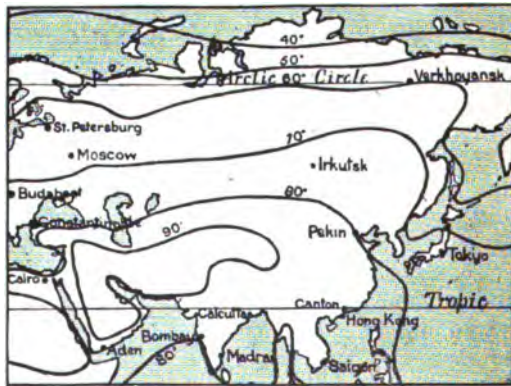 40°
50°
Arctic 60° Circle
Verkhoyansk
St. Petersburg
70°
Moscow
Irkutsk
Budapest
80°
Constantinople
90°
Pekin
Tokyo
Cairo
Tropic
Calcutta
Canton
Hong Kong
Bombay
Aden
80°
Madras
Saigon